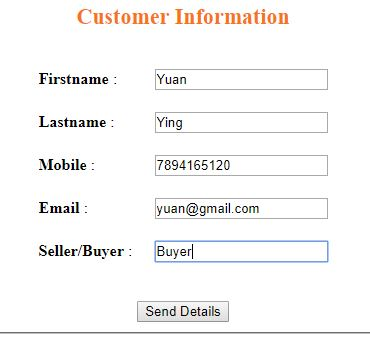 Customer Information
Firstname : Yuan
Lastname : Ying
Mobile : 7894165120
Email : yuan@gmail.com
Seller/Buyer : Buyer
Send Details